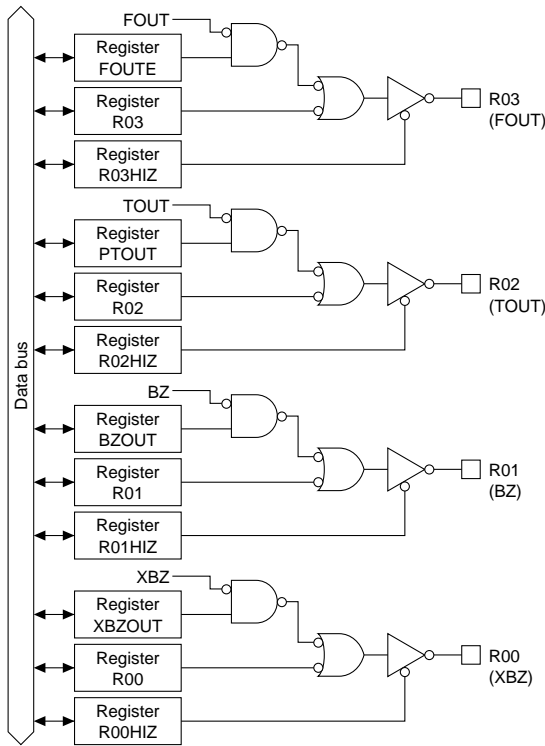 FOUT
Register
FOUTE
Register
R03
Register
R03HIZ
R03
(FOUT)
TOUT
Register
PTOUT
Register
R02
Register
R02HIZ
R02
(TOUT)
Data bus
BZ
Register
BZOUT
Register
R01
Register
R01HIZ
R01
(BZ)
XBZ
Register
XBZOUT
Register
R00
Register
R00HIZ
R00
(XBZ)